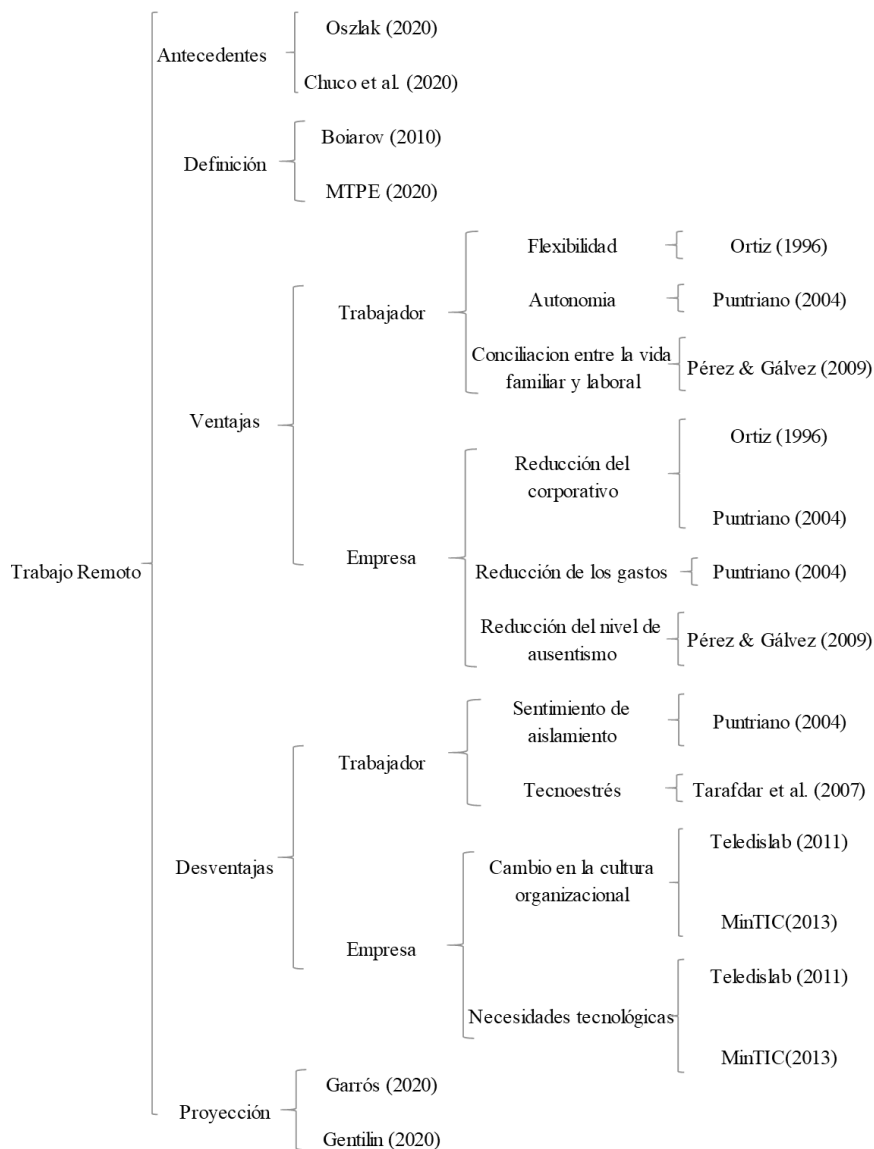 Trabajo Remoto
Antecedentes
Oszlak (2020)
Chuco et al. (2020)
Definición
Boiarov (2010)
MTPE (2020)
Ventajas
Trabajador
Flexibilidad
Ortiz (1996)
Autonomia
Puntriano (2004)
Conciliacion entre la vida
familiar y laboral
Pérez & Gálvez (2009)
Empresa
Reducción del
corporativo
Ortiz (1996)
Puntriano (2004)
Reducción de los gastos
Puntriano (2004)
Reducción del nivel de
ausentismo
Pérez & Gálvez (2009)
Desventajas
Trabajador
Sentimiento de
aislamiento
Puntriano (2004)
Tecnoestrés
Tarafdar et al. (2007)
Empresa
Cambio en la cultura
organizacional
Teledislab (2011)
MinTIC(2013)
Necesidades tecnológicas
Teledislab (2011)
MinTIC(2013)
Proyección
Garrós (2020)
Gentilin (2020)